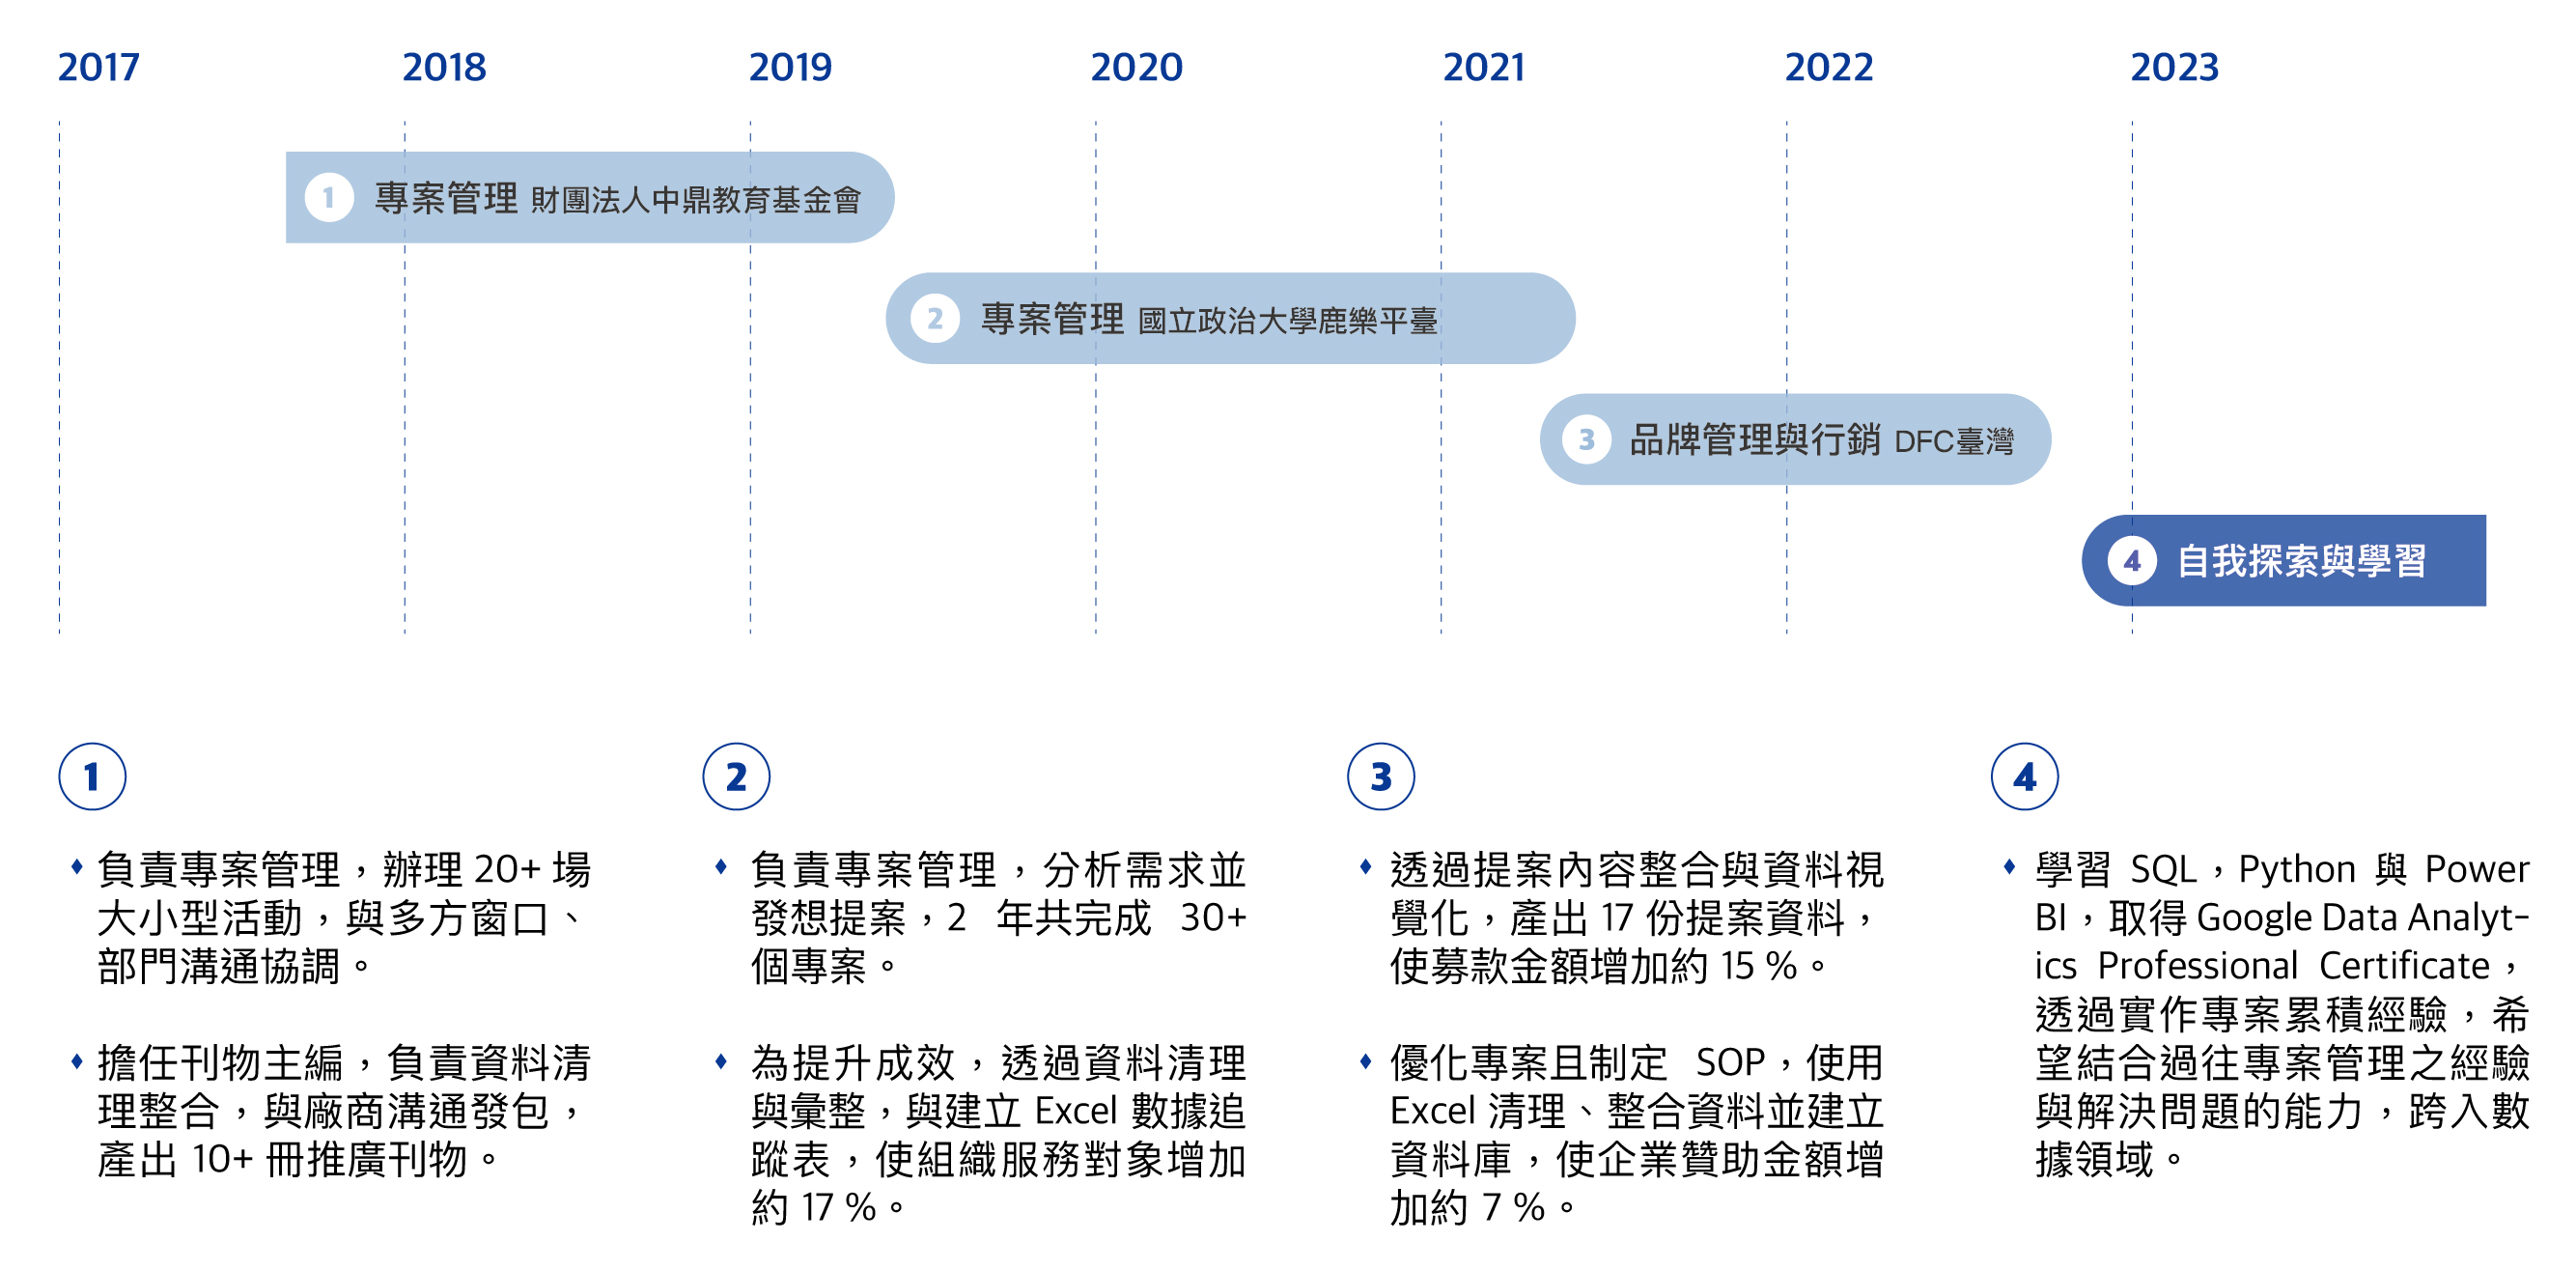 2017 2018 2019 2020 2021 2022 2023
1 專案管理 財團法人中鼎教育基金會
2 專案管理 國立政治大學鹿樂平臺
3 品牌管理與行銷 DFC臺灣
4 自我探索與學習
1
負責專案管理，辦理 20+ 場
大小型活動，與多方窗口、
部門溝通協調。
擔任刊物主編，負責資料清
理整合，與廠商溝通發包，
產出 10+ 冊推廣刊物。
2
負責專案管理，分析需求並
發想提案，2 年共完成 30+
個專案。
為提升成效，透過資料清理
與彙整，與建立 Excel 數據追
蹤表，使組織服務對象增加
約 17 %。
3
透過提案內容整合與資料視
覺化，產出 17 份提案資料，
使募款金額增加約 15 %。
優化專案且制定 SOP，使用
Excel 清理、整合資料並建立
資料庫，使企業贊助金額增
加約 7 %。
4
學習 SQL，Python 與 Power
BI，取得 Google Data Analyt-
ics Professional Certificate，
透過實作專案累積經驗，希
望結合過往專案管理之經驗
與解決問題的能力，跨入數
據領域。